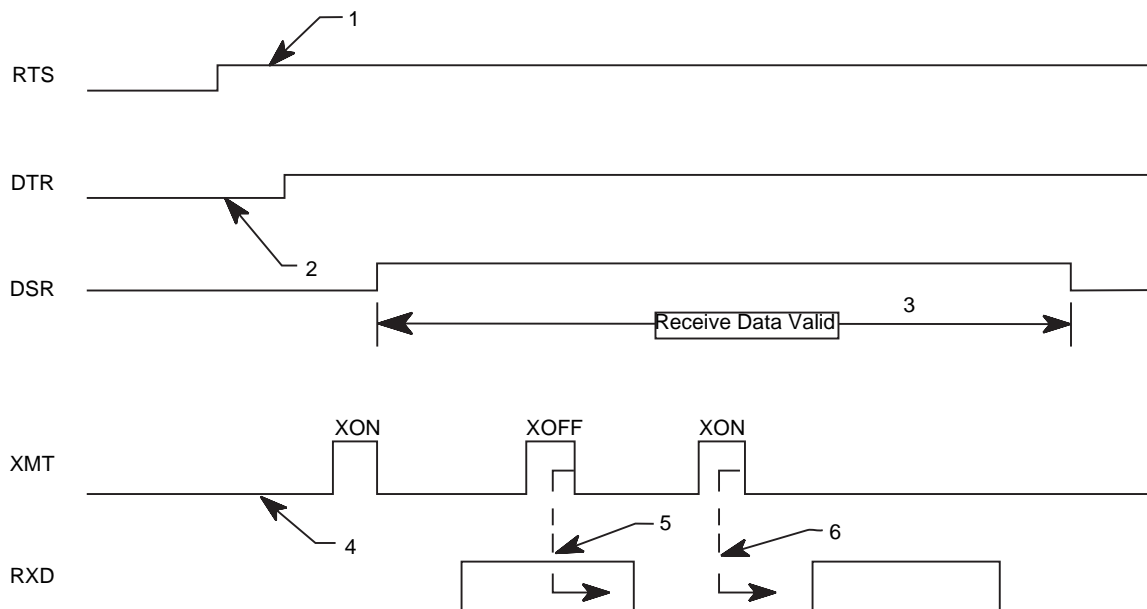 1
RTS
DTR
2
DSR
3
Receive Data Valid
XON
XOFF
XON
XMT
5
6
4
RXD